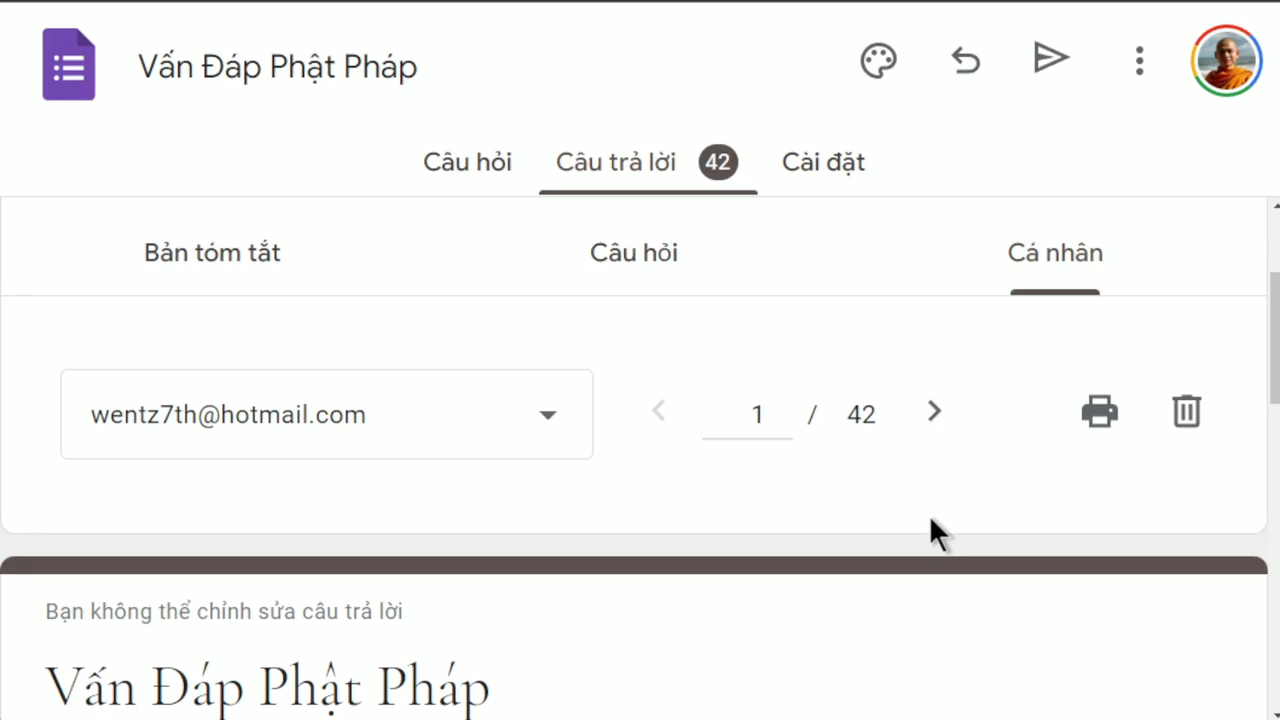 Vấn Đáp Phật Pháp
Câu hỏi Câu trả lời 42 Cài đặt
Bản tóm tắt Câu hỏi Cá nhân
wentz7th@hotmail.com 1 / 42
Bạn không thể chỉnh sửa câu trả lời
Vấn Đáp Phật Pháp